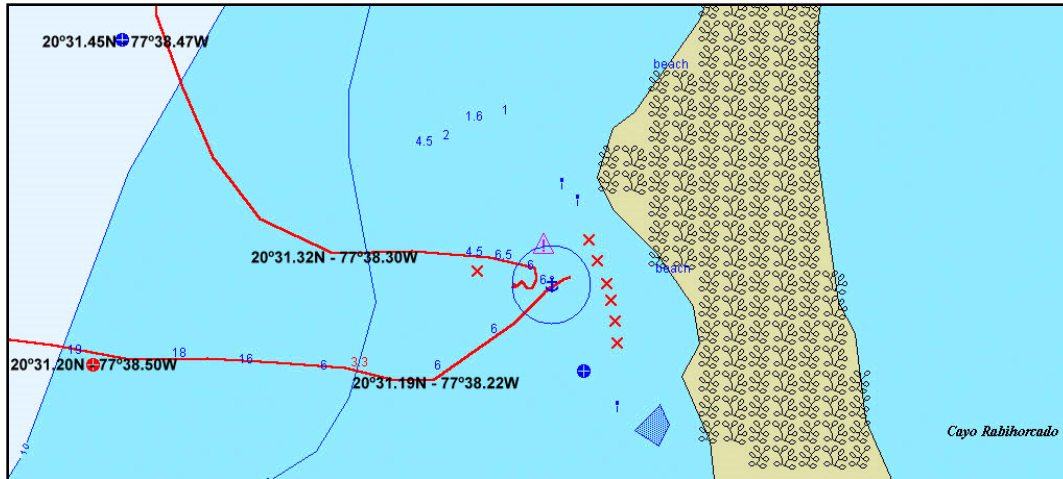 beach
20°31.45N - 77°38.47W
1.6 1
4.5 2
20°31.32N - 77°38.30W
4.5 6.5 6
beach
6
6
19 18 16 6 3.3 6
20°31.20N - 77°38.50W
20°31.19N - 77°38.22W
Cayo Rabihorcado
10